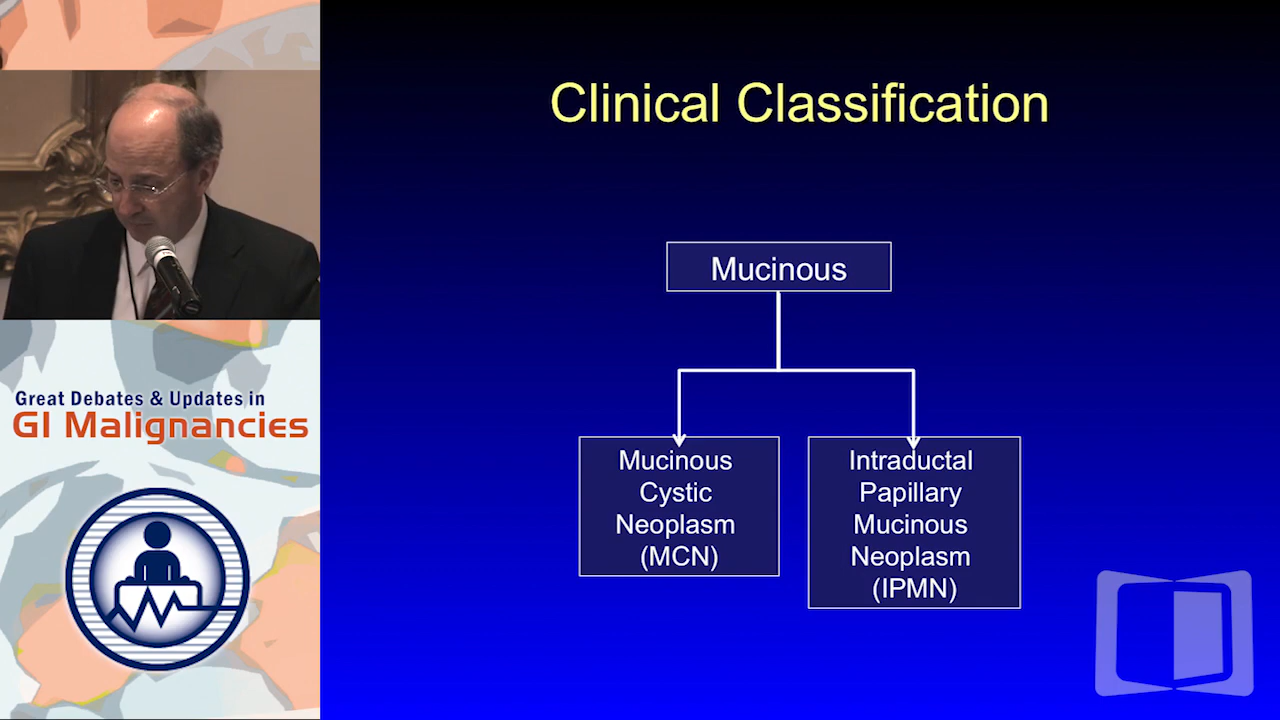 Clinical Classification
Mucinous
Mucinous
Cystic
Neoplasm
(MCN)
Intraductal
Papillary
Mucinous
Neoplasm
(IPMN)
Great Debates & Updates in
GI Malignancies